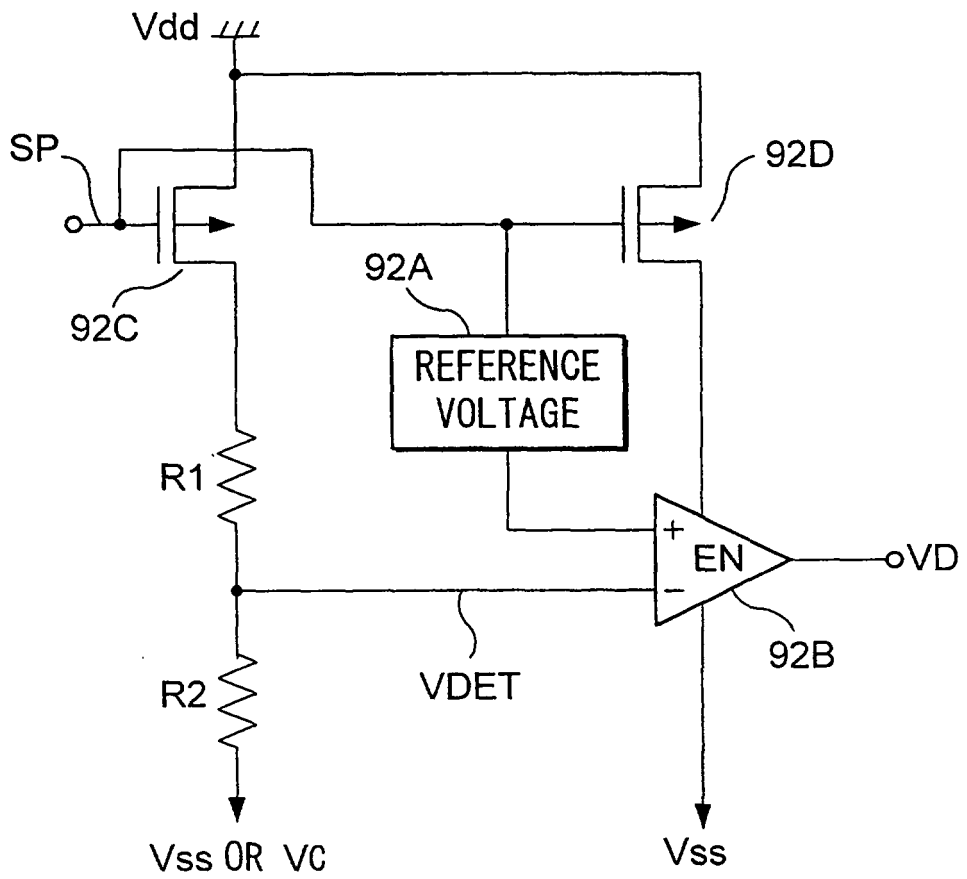 Vdd
SP
92D
92A
92C
REFERENCE
VOLTAGE
R1
+
EN
VD
−
92B
R2
VDET
Vss OR VC
Vss